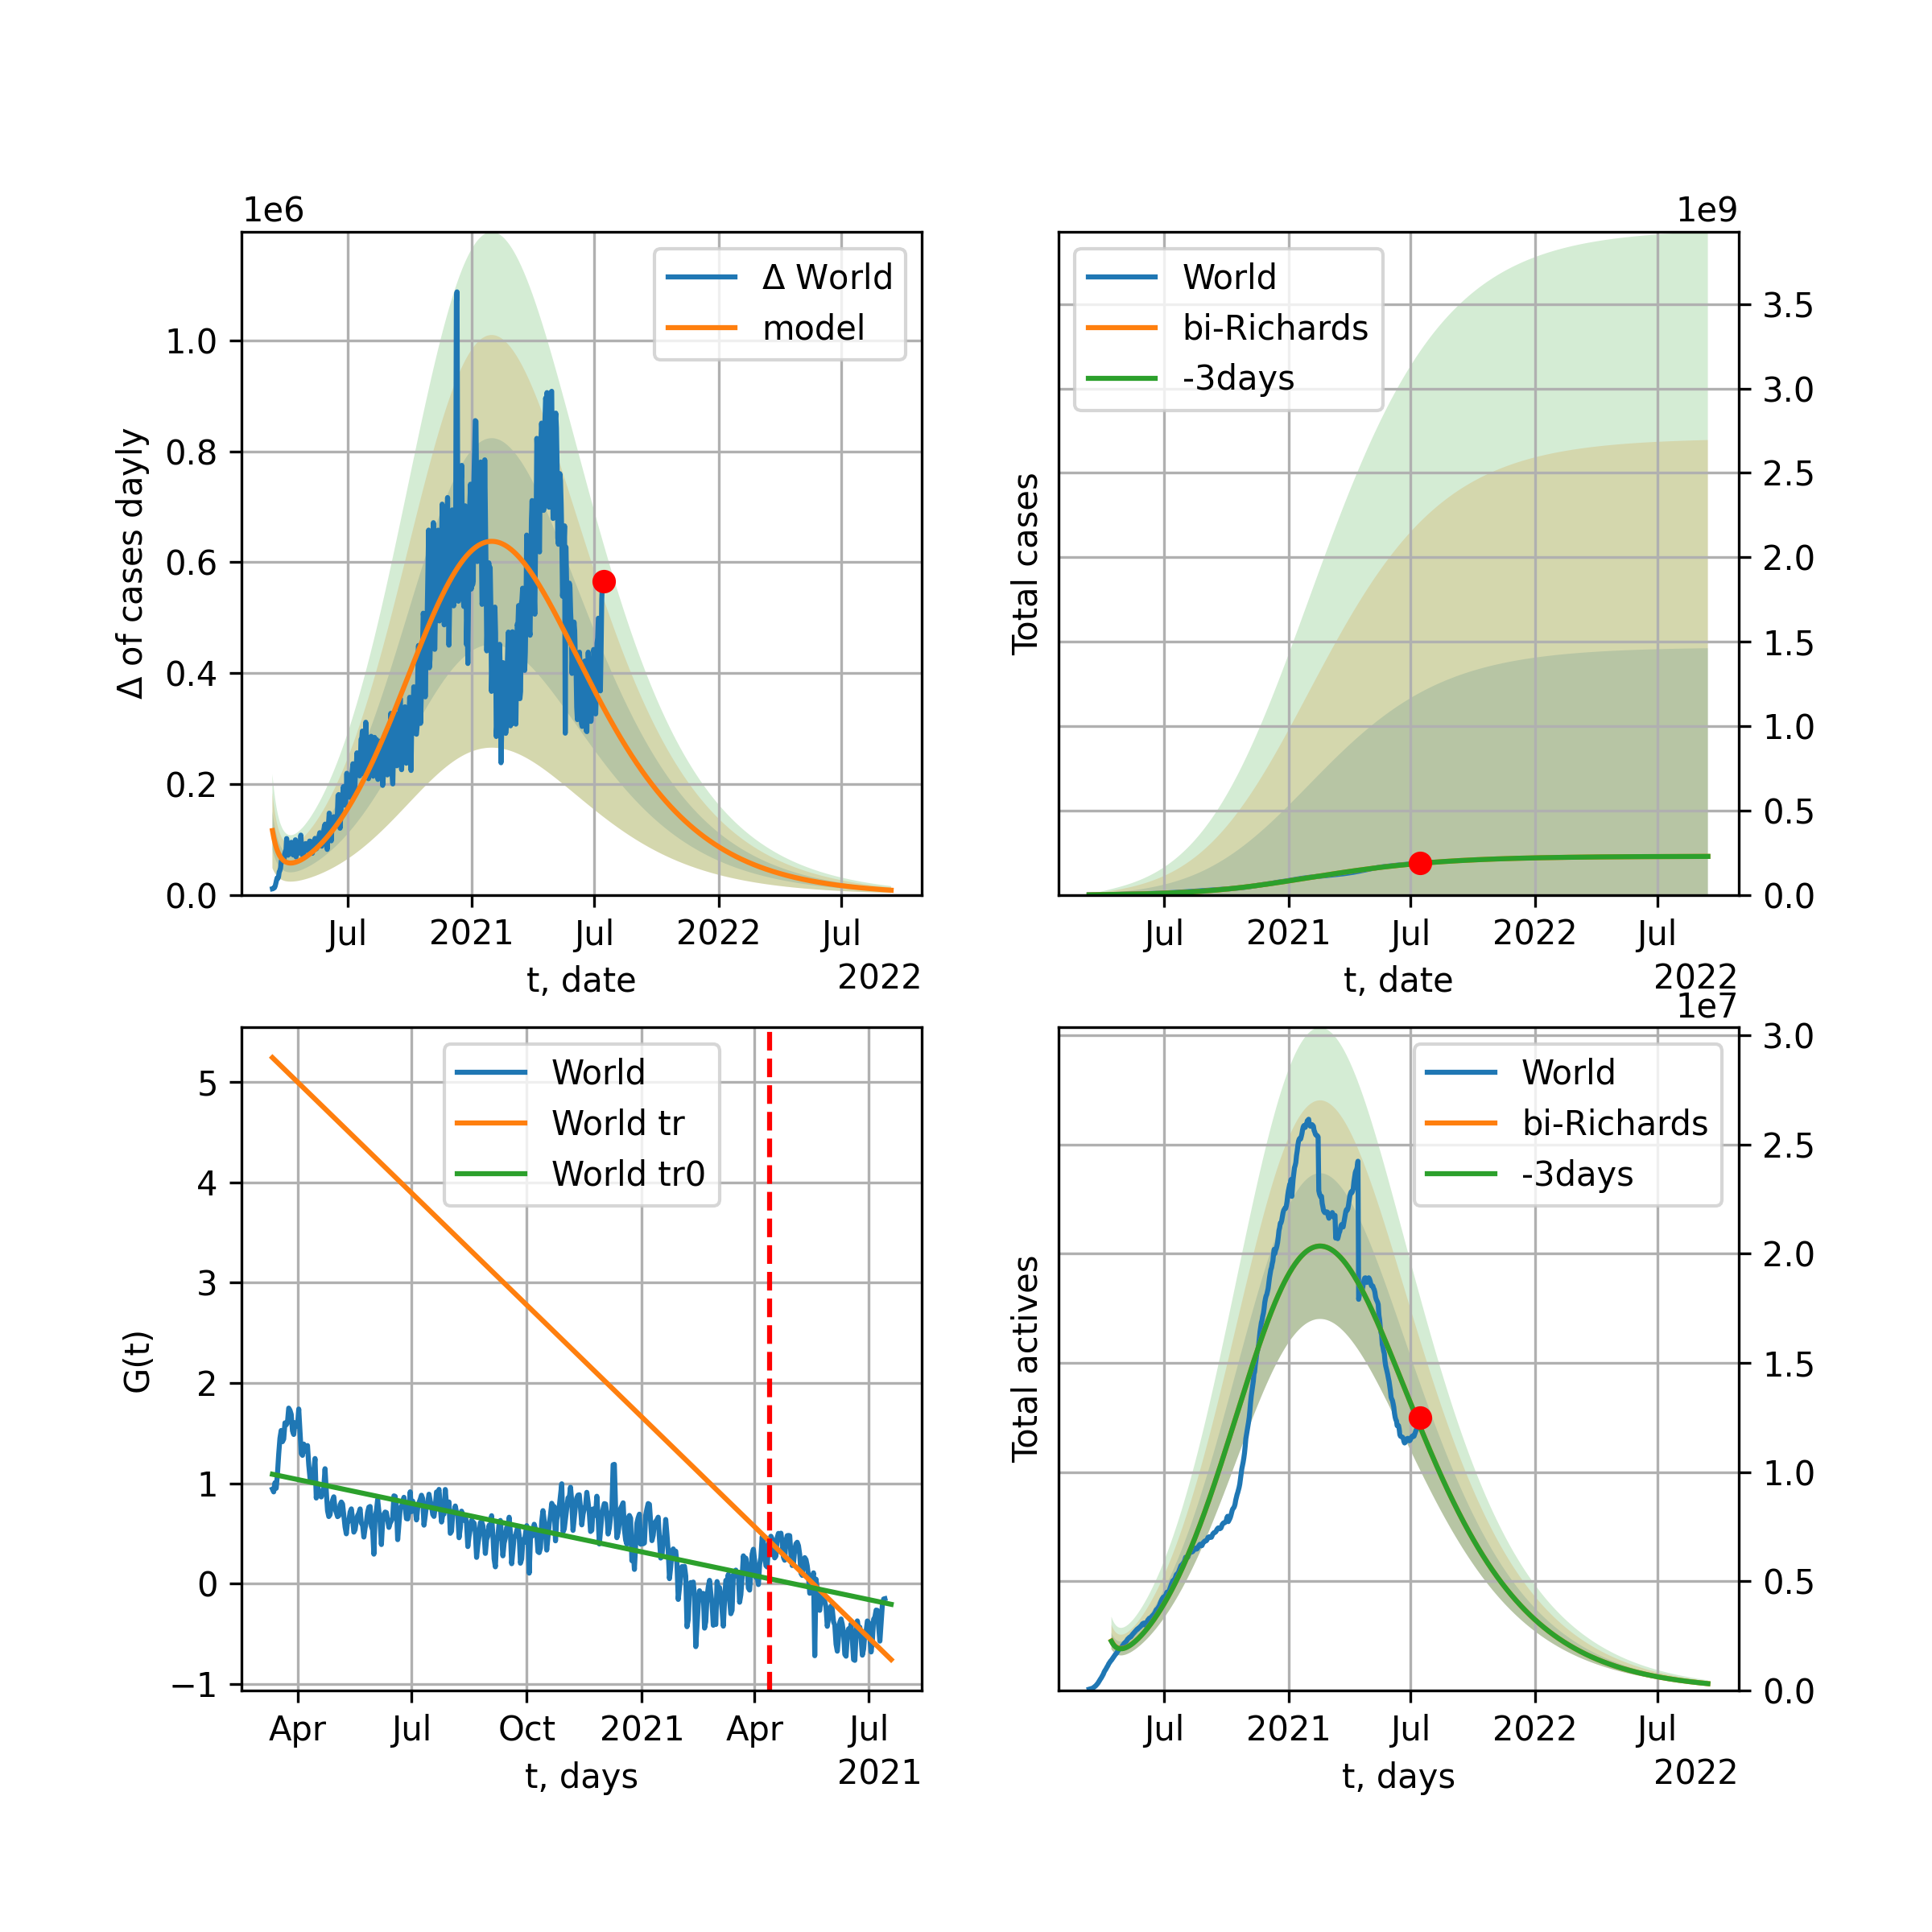 1e6
Δ of cases dayly
1.0
0.8
0.6
0.4
0.2
0.0
Δ World
model
Jul
2021
Jul
2022
Jul
t, date
2022
1e9
Total cases
World
bi-Richards
-3days
3.5
3.0
2.5
2.0
1.5
1.0
0.5
0.0
Jul
2021
Jul
2022
Jul
t, date
2022
G(t)
5
4
3
2
1
0
−1
World
World tr
World tr0
Apr
Jul
Oct
2021
Apr
Jul
t, days
2021
1e7
Total actives
World
bi-Richards
-3days
3.0
2.5
2.0
1.5
1.0
0.5
0.0
Jul
2021
Jul
2022
Jul
t, days
2022